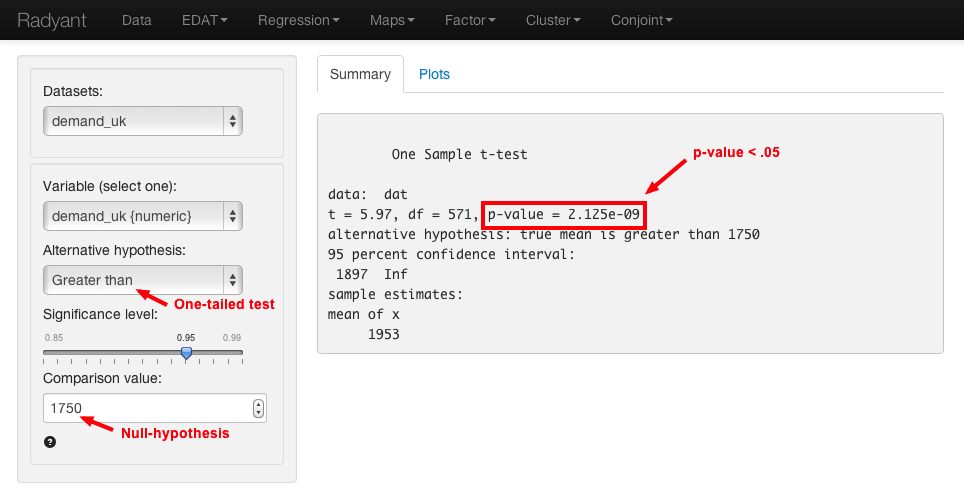 Radyant Data EDAT Regression Maps Factor Cluster Conjoint
Datasets:
demand_uk
Variable (select one):
demand_uk {numeric}
Alternative hypothesis:
Greater than
One-tailed test
Significance level:
0.85 0.95 0.99
Comparison value:
1750
Null-hypothesis
?
Summary Plots
One Sample t-test
p-value < .05
data:  dat
t = 5.97, df = 571, p-value = 2.125e-09
alternative hypothesis: true mean is greater than 1750
95 percent confidence interval:
1897  Inf
sample estimates:
mean of x
1953